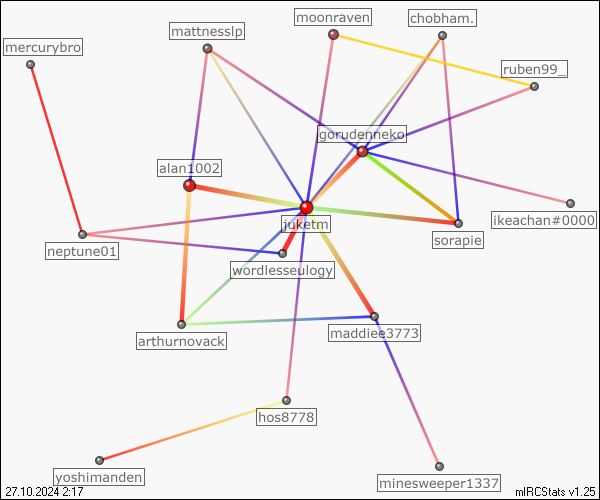 moonraven
chobham.
mattnesslp
mercurybro
ruben99_
gorudenneko
alan1002
juketm
ikeachan#0000
sorapie
neptune01
wordlesseulogy
arthurnovack
maddiee3773
hos8778
yoshimanden
minesweeper1337
27.10.2024 2:17
mIRCStats v1.25